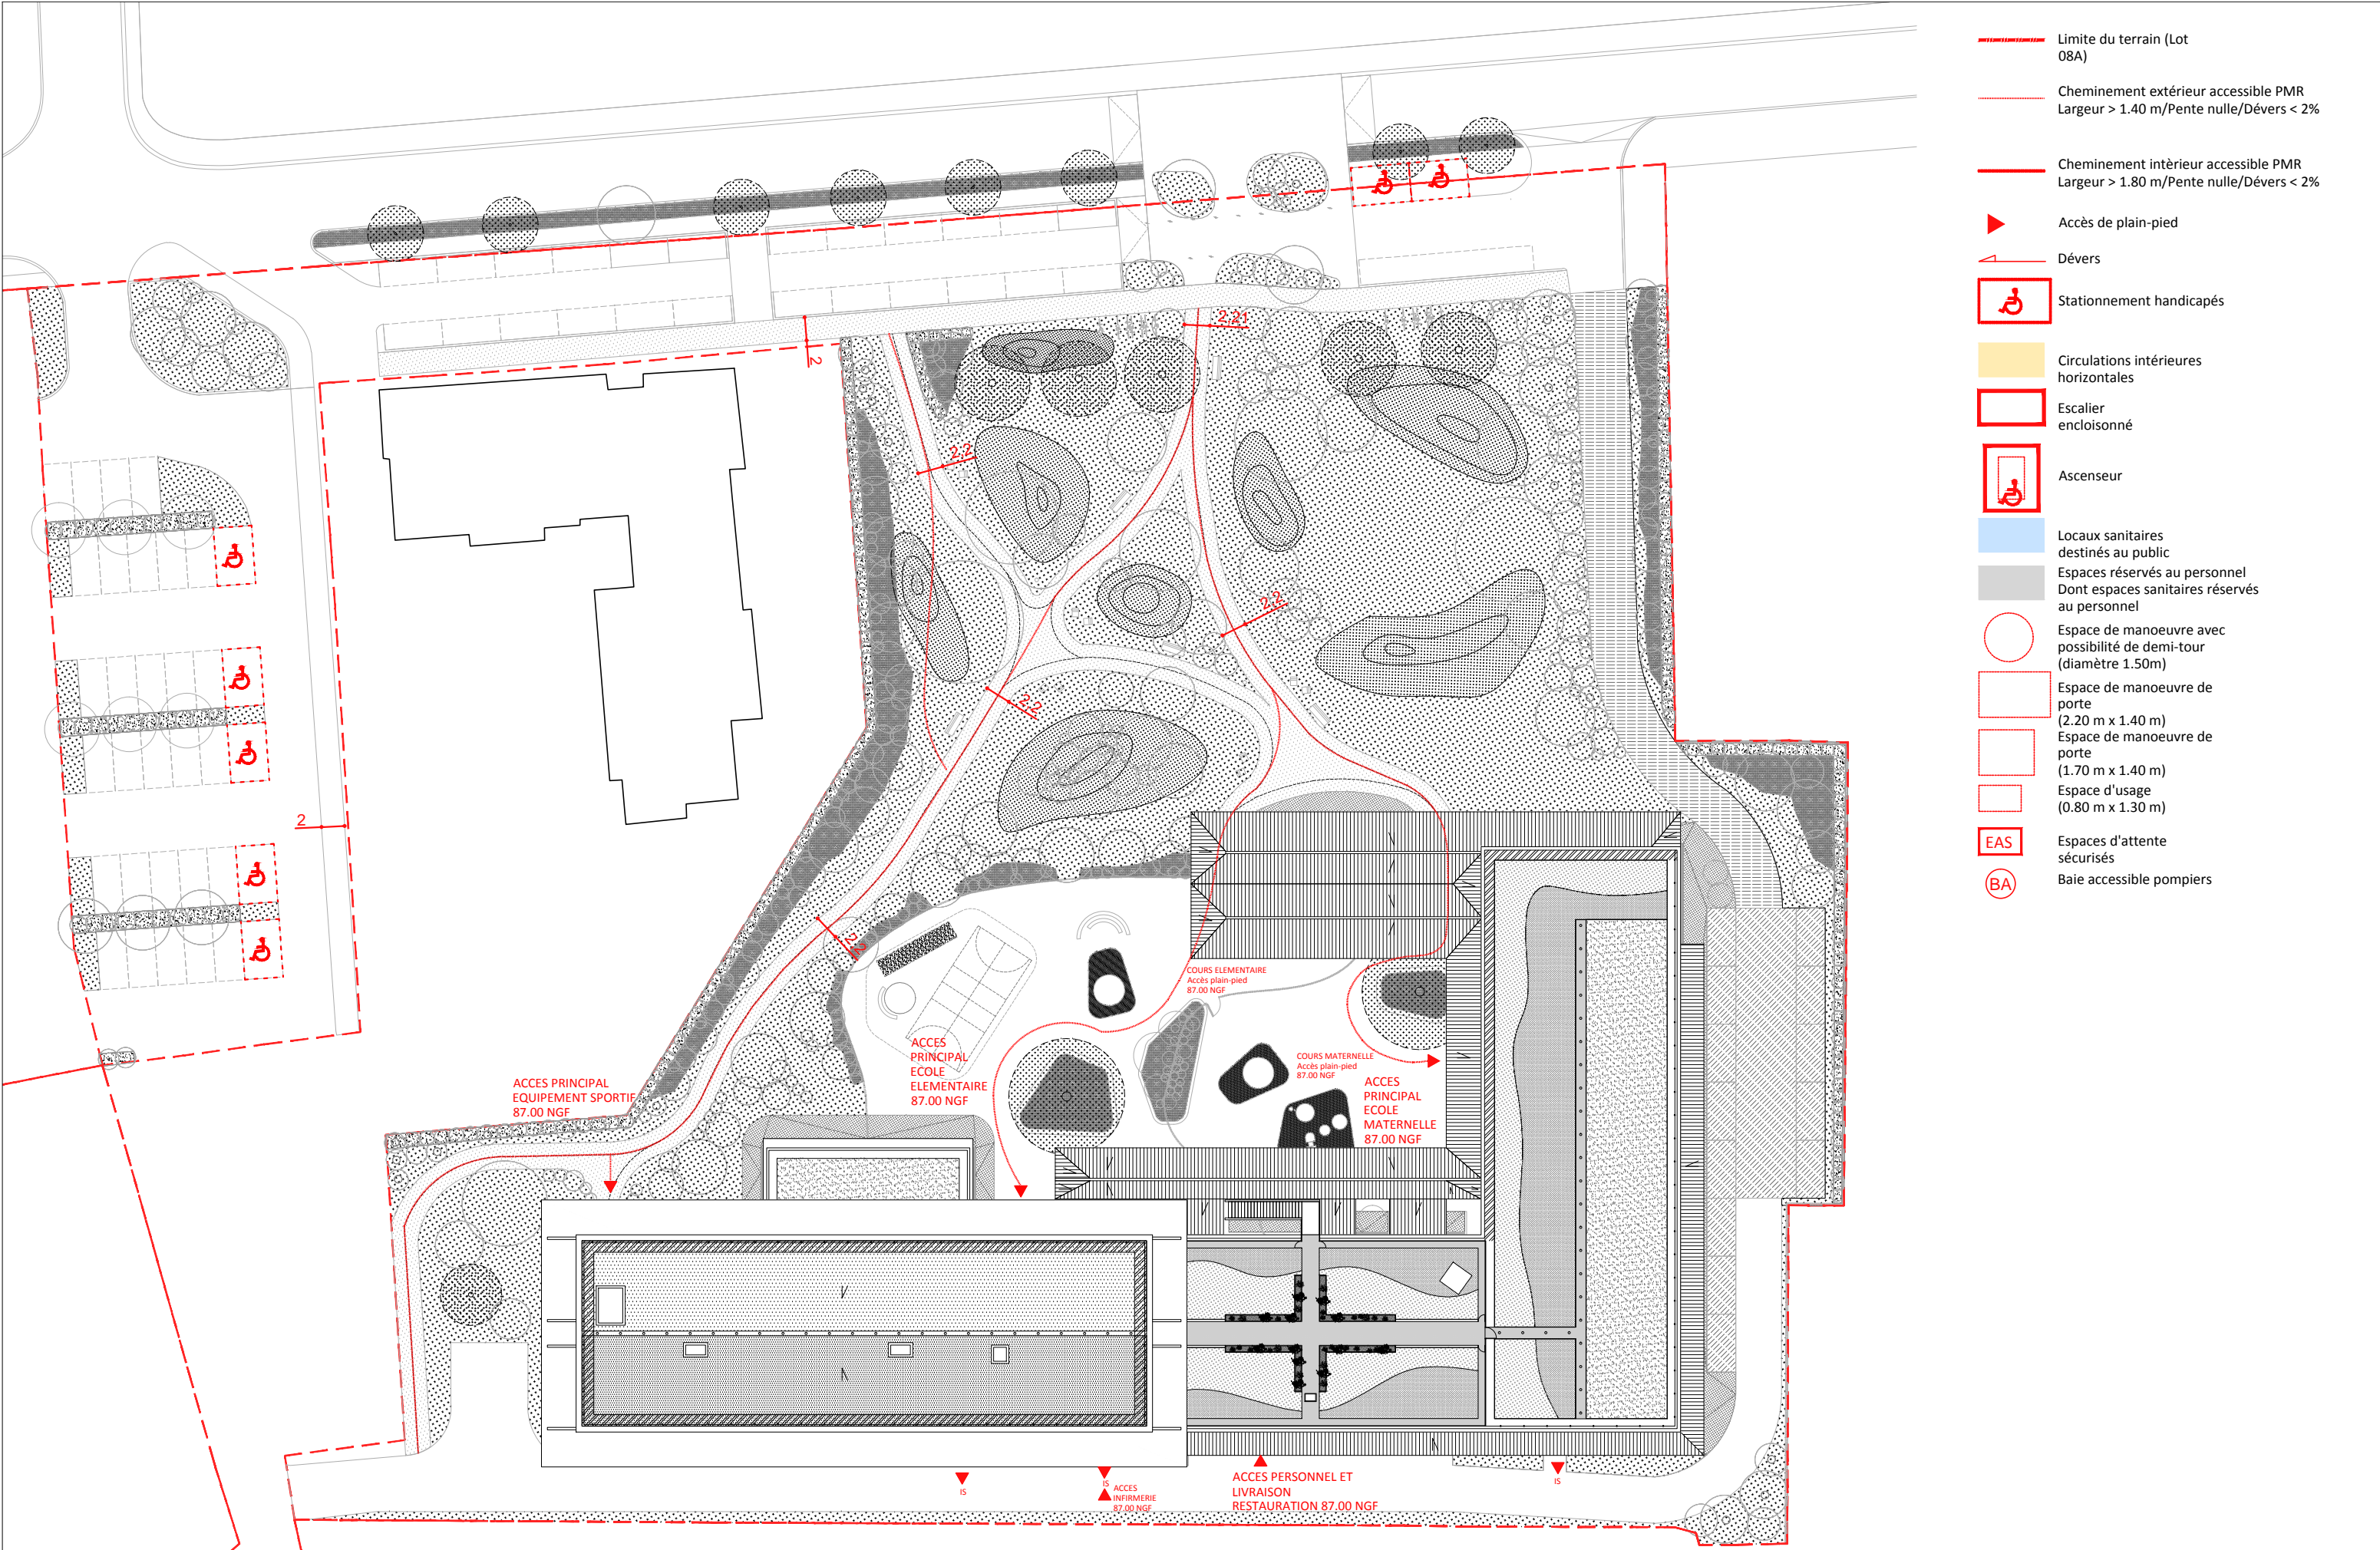 Limite du terrain (Lot
08A)
Cheminement extérieur accessible PMR
Largeur > 1.40 m/Pente nulle/Dévers < 2%
Cheminement intèrieur accessible PMR
Largeur > 1.80 m/Pente nulle/Dévers < 2%
Accès de plain-pied
Dévers
Stationnement handicapés
Circulations intérieures
horizontales
Escalier
encloisonné
Ascenseur
Locaux sanitaires
destinés au public
Espaces réservés au personnel
Dont espaces sanitaires réservés
au personnel
Espace de manoeuvre avec
possibilité de demi-tour
(diamètre 1.50m)
Espace de manoeuvre de
porte
(2.20 m x 1.40 m)
Espace de manoeuvre de
porte
(1.70 m x 1.40 m)
Espace d'usage
(0.80 m x 1.30 m)
EAS
Espaces d'attente
sécurisés
BA
Baie accessible pompiers
2,21
2
2,2
2,2
2,2
2
2,2
COURS ELEMENTAIRE
Accès plain-pied
87.00 NGF
ACCES
PRINCIPAL
ECOLE
ELEMENTAIRE
87.00 NGF
COURS MATERNELLE
Accès plain-pied
87.00 NGF
ACCES
PRINCIPAL
ECOLE
MATERNELLE
87.00 NGF
ACCES PRINCIPAL
EQUIPEMENT SPORTIF
87.00 NGF
IS
IS
ACCES
INFIRMERIE
87.00 NGF
ACCES PERSONNEL ET
LIVRAISON
RESTAURATION 87.00 NGF
IS